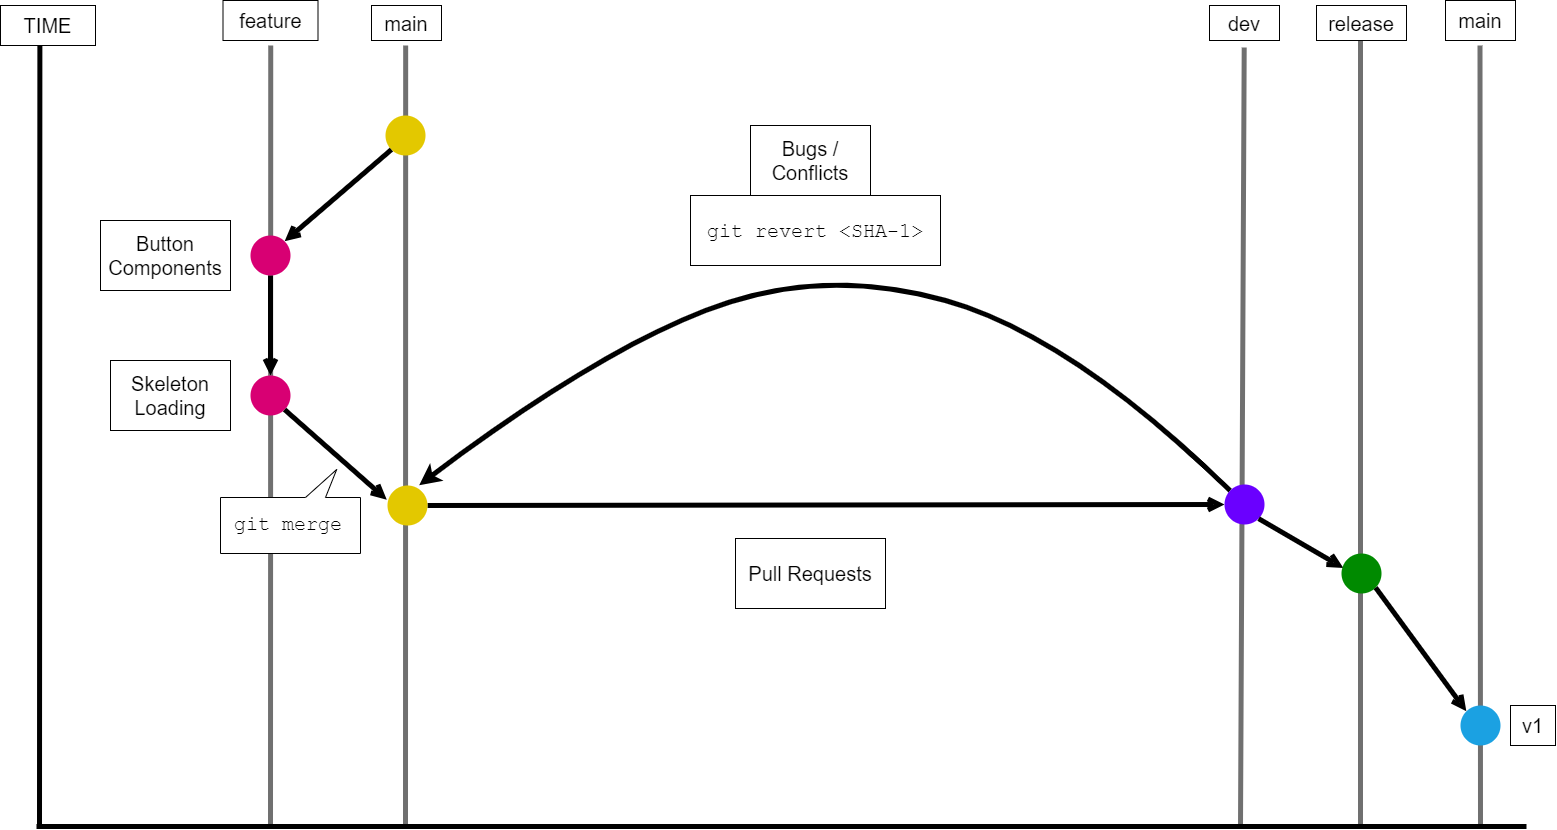 TIME
feature
main
dev
release
main
Bugs /
Conflicts
git revert <SHA-1>
Button
Components
Skeleton
Loading
git merge
Pull Requests
v1